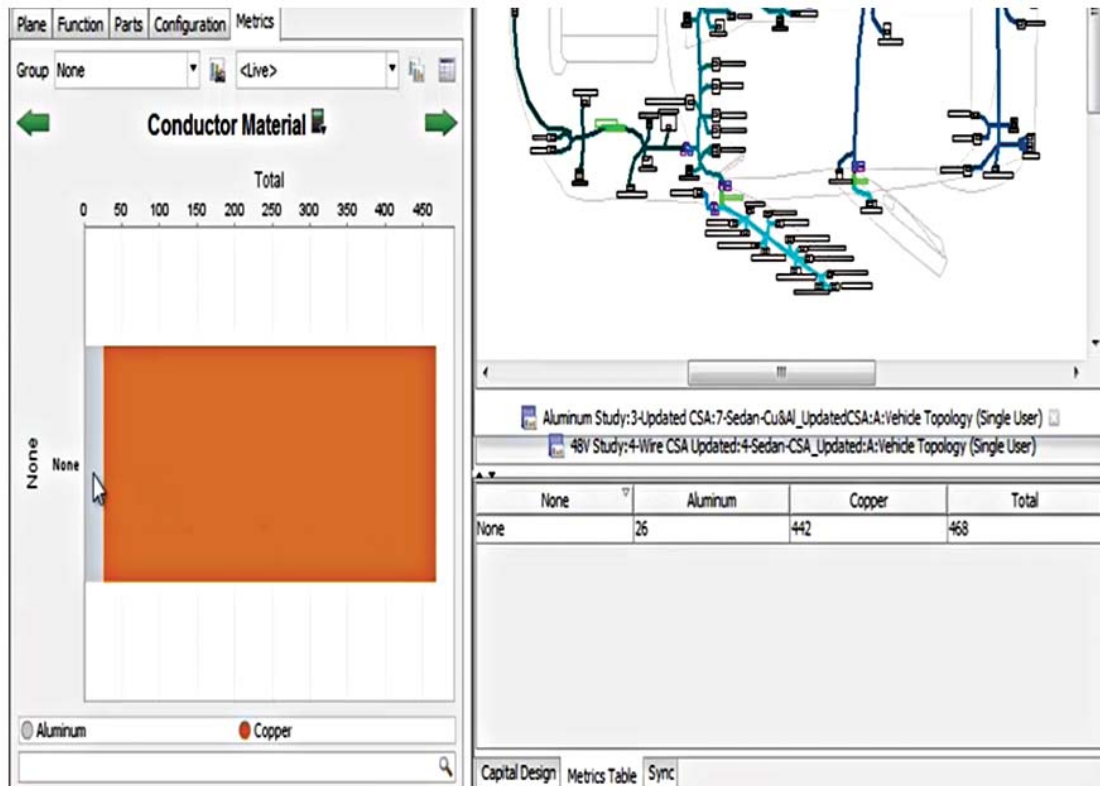 Plane Function Parts Configuration Metrics
Group None <Live>
Conductor Material
Total
0 50 100 150 200 250 300 350 400 450
None
None
Aluminum Copper
Aluminum Study:3-Updated CSA:7-Sedan-Cu&Al_UpdatedCSA:A:Vehicle Topology (Single User)
48V Study:4-Wire CSA Updated:4-Sedan-CSA_Updated:A:Vehicle Topology (Single User)
None Aluminum Copper Total
None 26 442 468
Capital Design Metrics Table Sync